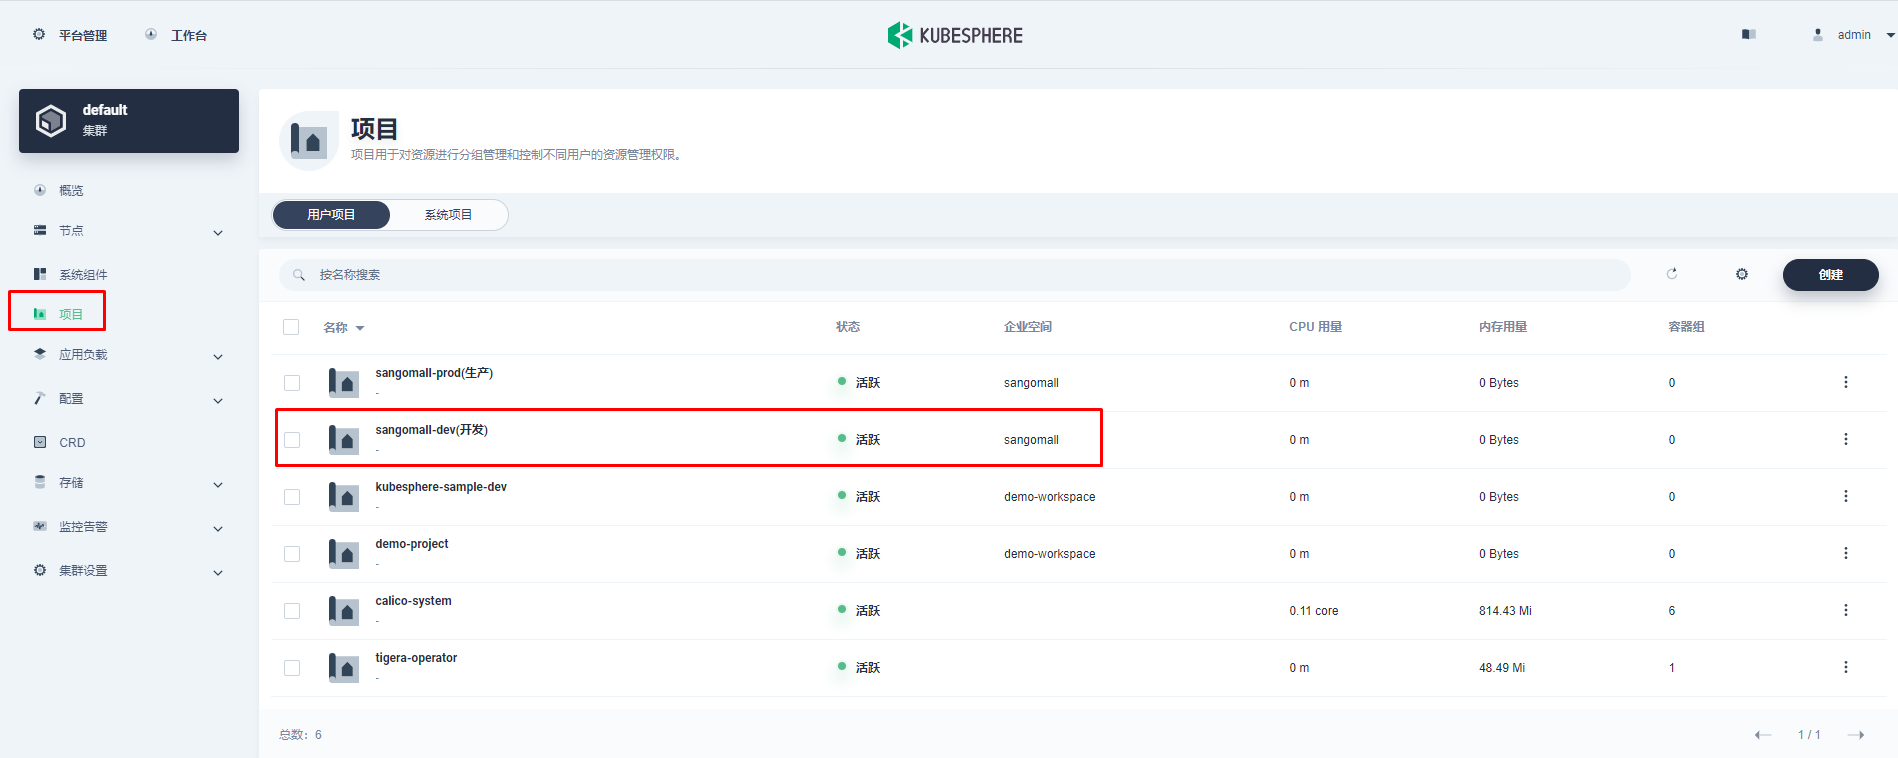 平台管理 工作台 KUBESPHERE admin
default
集群
概览
节点
系统组件
项目
应用负载
配置
CRD
存储
监控告警
集群设置
项目
项目用于对资源进行分组管理和控制不同用户的资源管理权限。
用户项目 系统项目
按名称搜索 创建
名称 状态 企业空间 CPU 用量 内存用量 容器组
sangomall-prod(生产)
-
活跃 sangomall 0 m 0 Bytes 0
sangomall-dev(开发)
-
活跃 sangomall 0 m 0 Bytes 0
kubesphere-sample-dev
-
活跃 demo-workspace 0 m 0 Bytes 0
demo-project
-
活跃 demo-workspace 0 m 0 Bytes 0
calico-system
-
活跃 0.11 core 814.43 Mi 6
tigera-operator
-
活跃 0 m 48.49 Mi 1
总数: 6 1 / 1